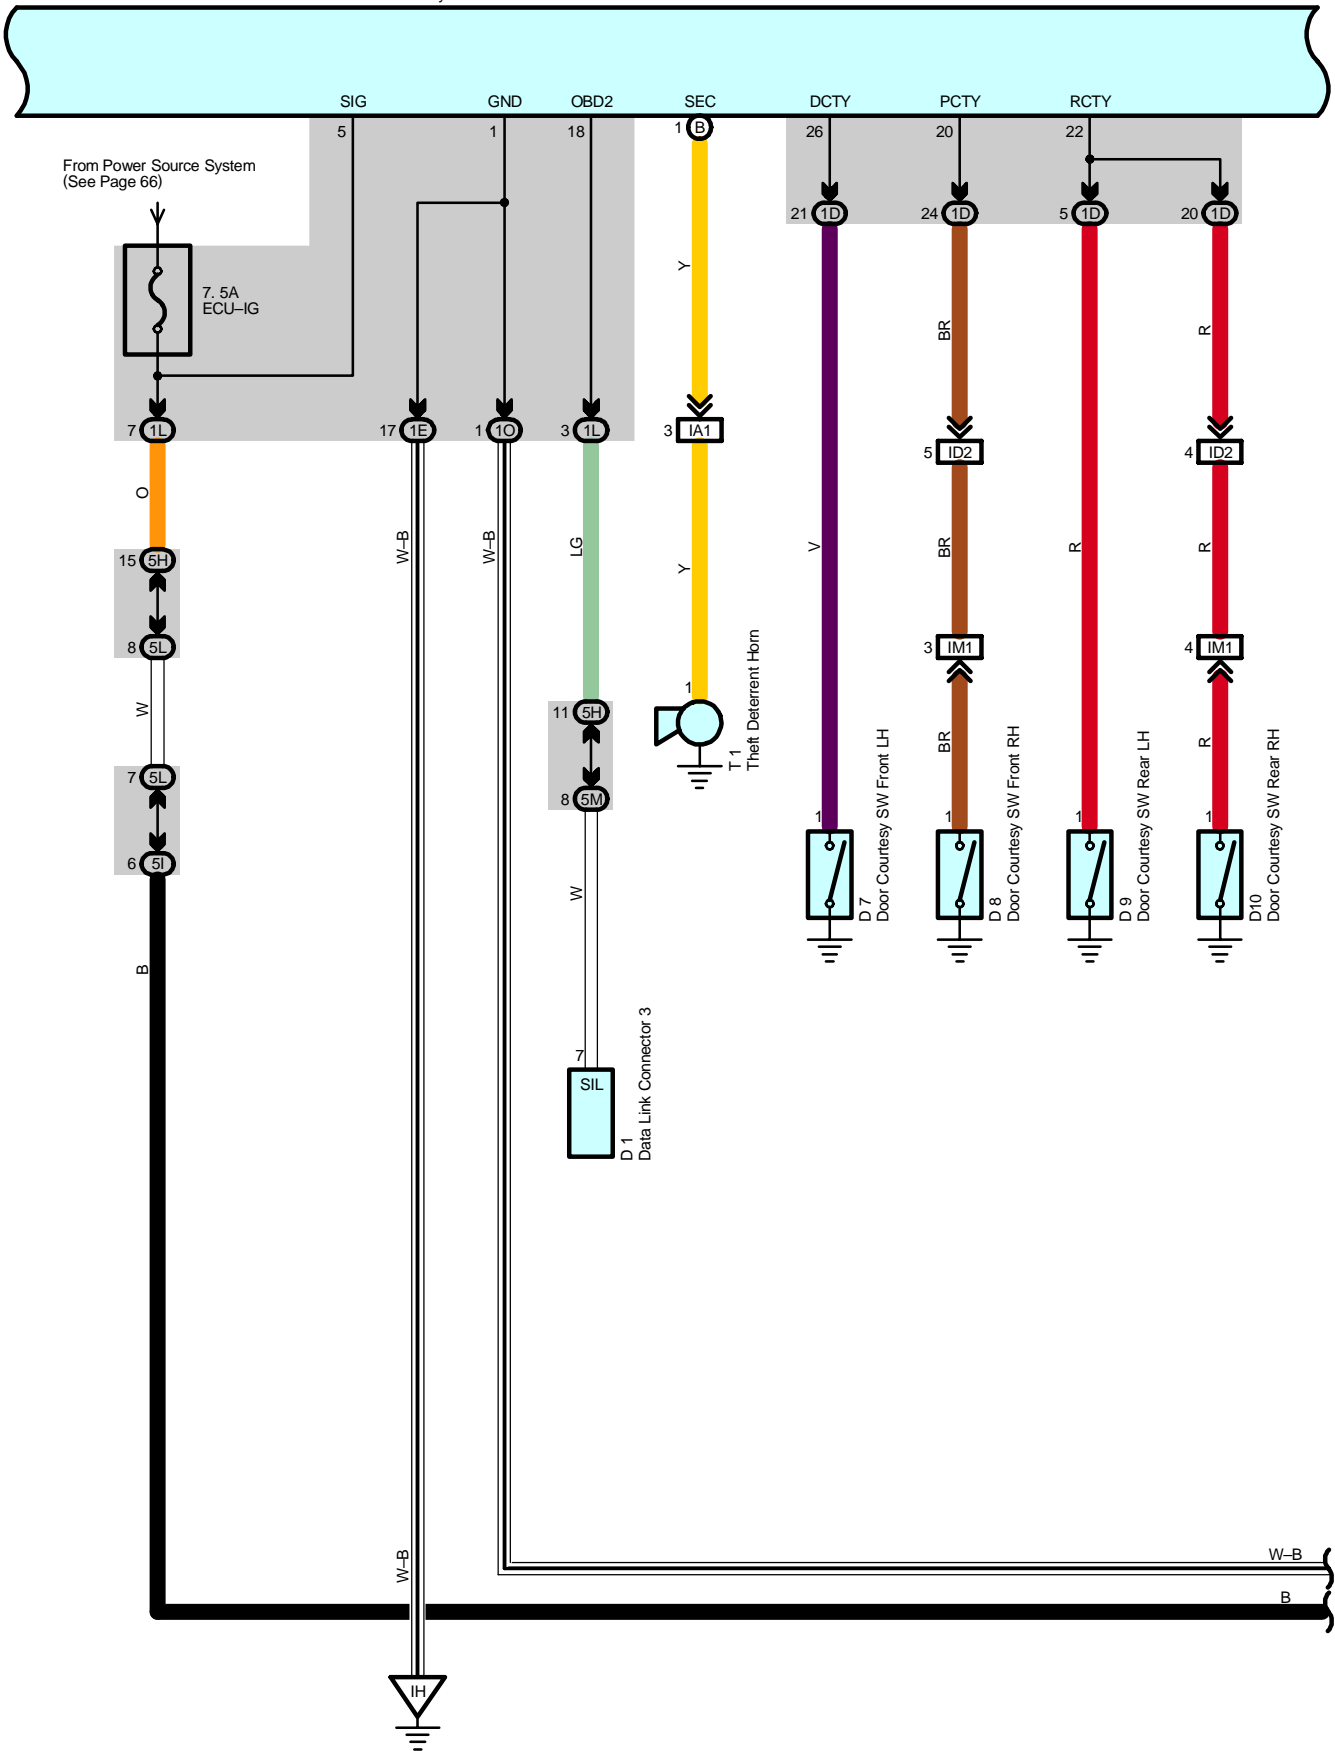 SIG GND OBD2 SEC DCTY PCTY RCTY
5 1 18 1 B 26 20 22
From Power Source System
(See Page 66)
21 1D 24 1D 5 1D 20 1D
7. 5A
ECU–IG
Y BR R
7 1L 17 1E 1 1O 3 1L 3 IA1
5 ID2 4 ID2
O W–B W–B LG Y V BR R R
15 5H
8 5L 3 IM1 4 IM1
W 1
11 5H
T 1
Theft Deterrent Horn
BR R
7 5L
8 5M
1 1 1 1
6 5I
W
D 7
Door Courtesy SW Front LH
D 8
Door Courtesy SW Front RH
D 9
Door Courtesy SW Rear LH
D10
Door Courtesy SW Rear RH
B
7
SIL
D 1
Data Link Connector 3
W–B W–B
B
IH